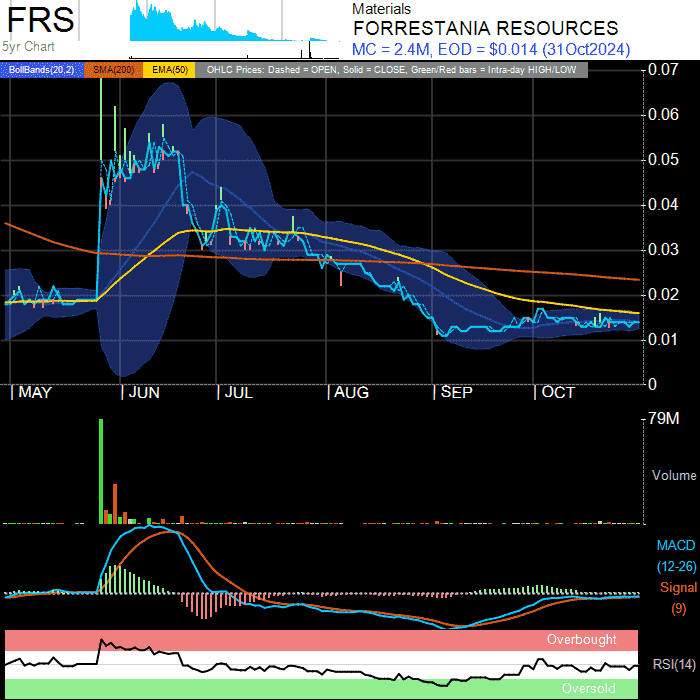 FRS
5yr Chart
Materials
FORRESTANIA RESOURCES
MC = 2.4M, EOD = $0.014 (31Oct2024)
BollBands(20,2) SMA(200) EMA(50) OHLC Prices: Dashed = OPEN, Solid = CLOSE, Green/Red bars = Intra-day HIGH/LOW
0.07
0.06
0.05
0.04
0.03
0.02
0.01
0
MAY JUN JUL AUG SEP OCT
79M
Volume
MACD
(12-26)
Signal
(9)
Overbought
RSI(14)
Oversold